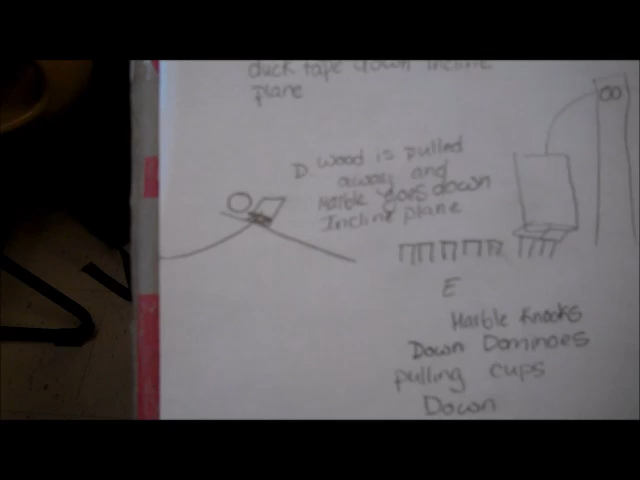 duck tape down incline
plane
D. Wood is pulled
away and
Marble goes down
Incline plane
E
Marble Knocks
Down Dominoes
pulling cups
Down